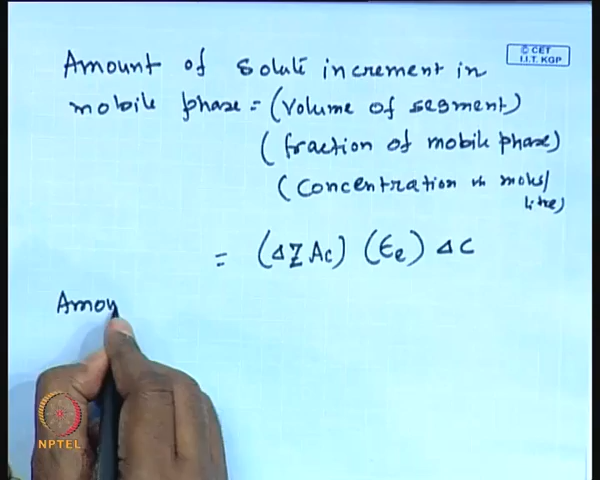 © CET
I.I.T. KGP
Amount of solute increment in
mobile phase = (volume of segment)
(fraction of mobile phase)
(concentration in moles/
litre)
= (ΔZ Ac) (Ee) ΔC
Amou
NPTEL